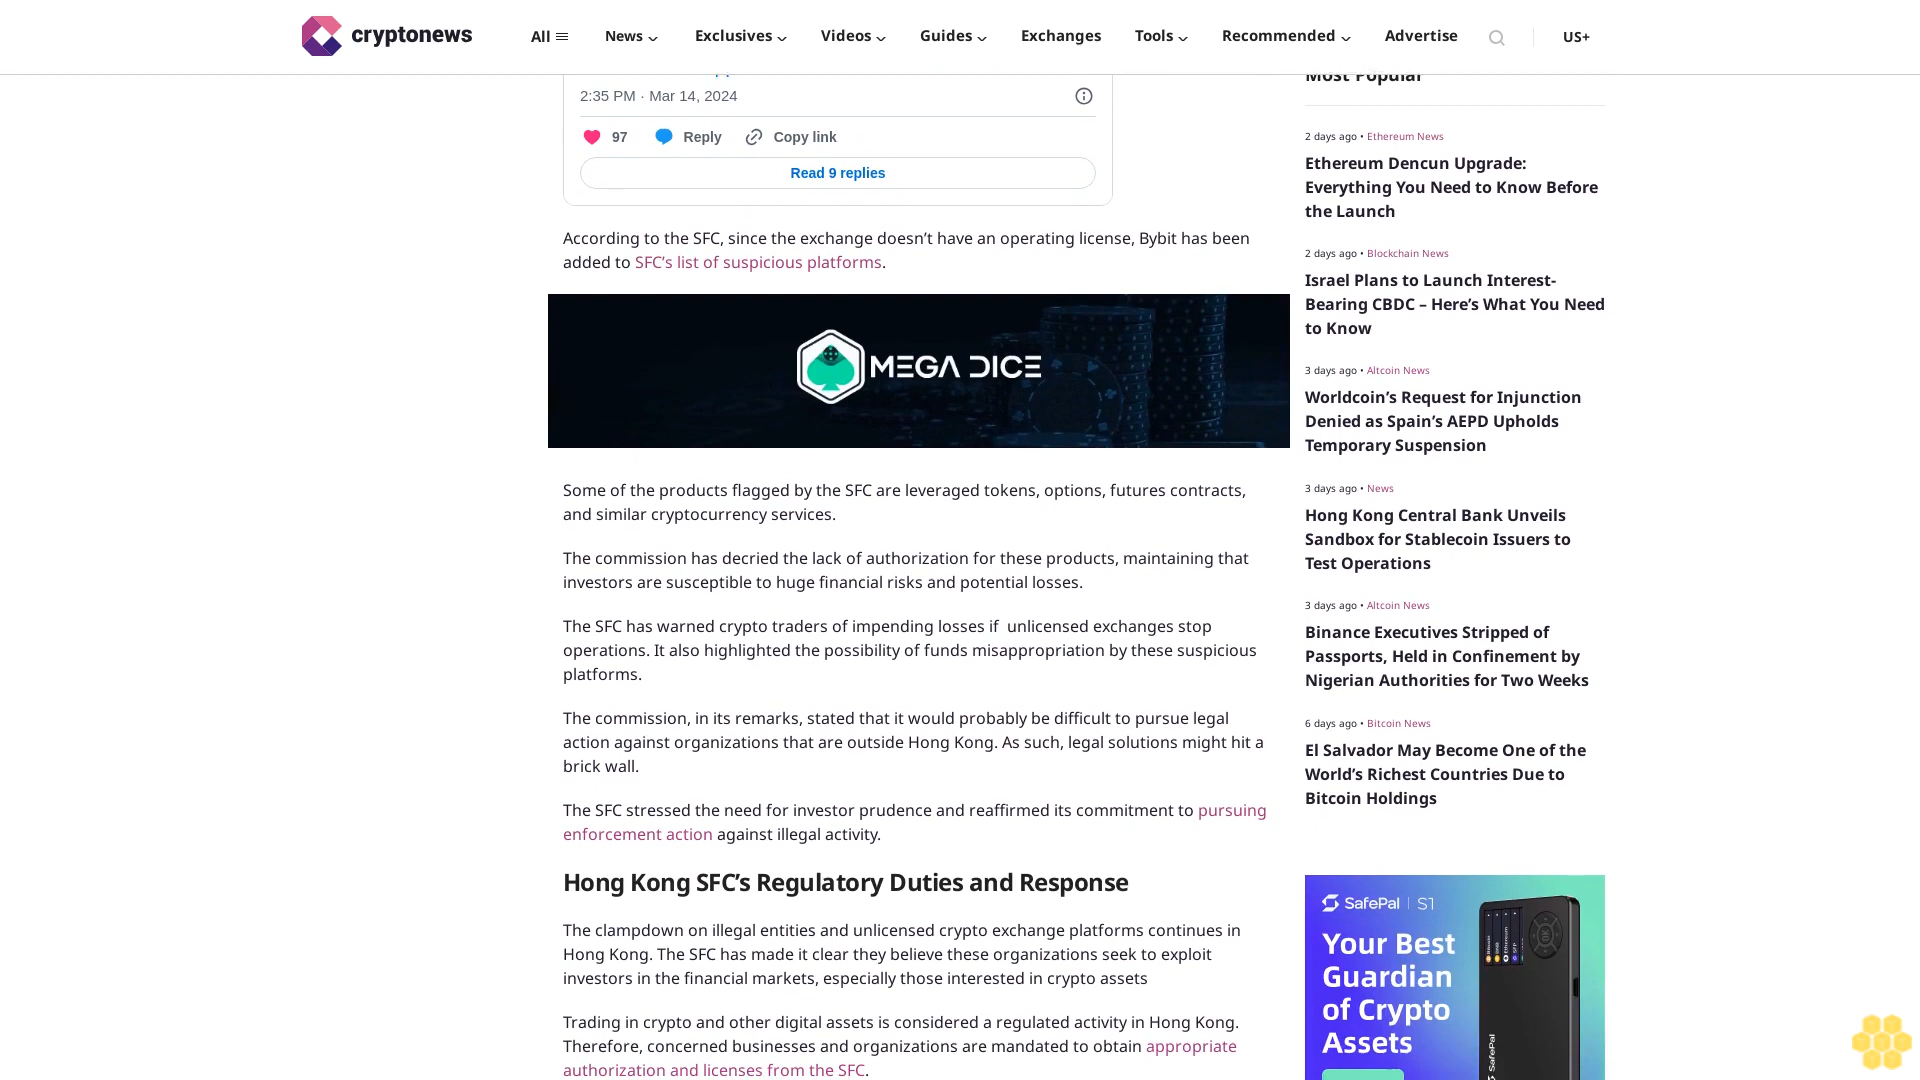 cryptonews
All
News
Exclusives
Videos
Guides
Exchanges
Tools
Recommended
Advertise
US+
2:35 PM · Mar 14, 2024
97
Reply
Copy link
Read 9 replies
According to the SFC, since the exchange doesn’t have an operating license, Bybit has been
added to SFC’s list of suspicious platforms.
MEGA DICE
Some of the products flagged by the SFC are leveraged tokens, options, futures contracts,
and similar cryptocurrency services.
The commission has decried the lack of authorization for these products, maintaining that
investors are susceptible to huge financial risks and potential losses.
The SFC has warned crypto traders of impending losses if  unlicensed exchanges stop
operations. It also highlighted the possibility of funds misappropriation by these suspicious
platforms.
The commission, in its remarks, stated that it would probably be difficult to pursue legal
action against organizations that are outside Hong Kong. As such, legal solutions might hit a
brick wall.
The SFC stressed the need for investor prudence and reaffirmed its commitment to pursuing
enforcement action against illegal activity.
Hong Kong SFC’s Regulatory Duties and Response
The clampdown on illegal entities and unlicensed crypto exchange platforms continues in
Hong Kong. The SFC has made it clear they believe these organizations seek to exploit
investors in the financial markets, especially those interested in crypto assets
Trading in crypto and other digital assets is considered a regulated activity in Hong Kong.
Therefore, concerned businesses and organizations are mandated to obtain appropriate
authorization and licenses from the SFC.
Most Popular
2 days ago • Ethereum News
Ethereum Dencun Upgrade:
Everything You Need to Know Before
the Launch
2 days ago • Blockchain News
Israel Plans to Launch Interest-
Bearing CBDC – Here’s What You Need
to Know
3 days ago • Altcoin News
Worldcoin’s Request for Injunction
Denied as Spain’s AEPD Upholds
Temporary Suspension
3 days ago • News
Hong Kong Central Bank Unveils
Sandbox for Stablecoin Issuers to
Test Operations
3 days ago • Altcoin News
Binance Executives Stripped of
Passports, Held in Confinement by
Nigerian Authorities for Two Weeks
6 days ago • Bitcoin News
El Salvador May Become One of the
World’s Richest Countries Due to
Bitcoin Holdings
SafePal | S1
Your Best
Guardian
of Crypto
Assets
SafePal